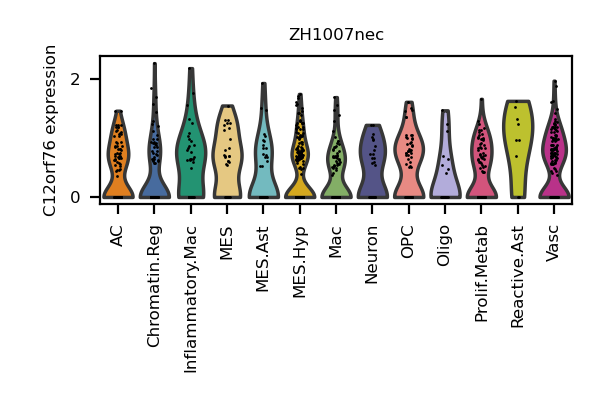 ZH1007nec
C12orf76 expression
2
0
AC
Chromatin.Reg
Inflammatory.Mac
MES
MES.Ast
MES.Hyp
Mac
Neuron
OPC
Oligo
Prolif.Metab
Reactive.Ast
Vasc